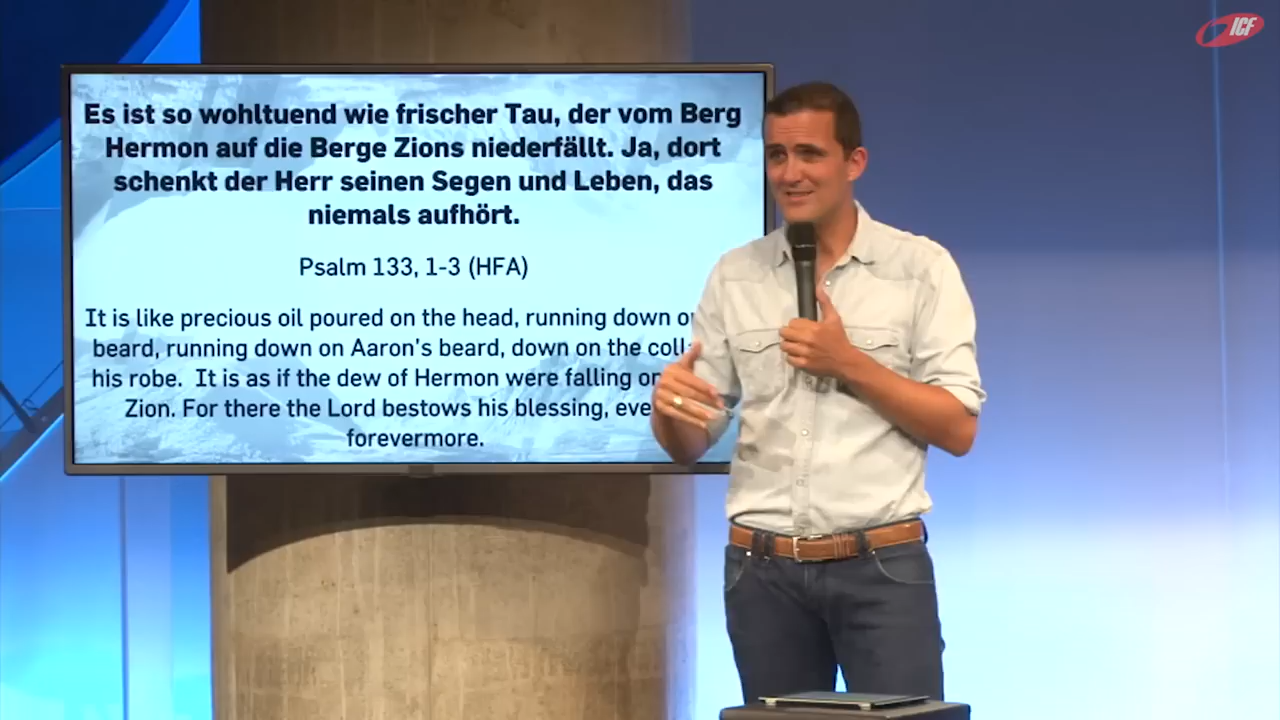 ICF
Es ist so wohltuend wie frischer Tau, der vom Berg
Hermon auf die Berge Zions niederfällt. Ja, dort
schenkt der Herr seinen Segen und Leben, das
niemals aufhört.
Psalm 133, 1-3 (HFA)
It is like precious oil poured on the head, running down
beard, running down on Aaron's beard, down on the
his robe. It is as if the dew of Hermon were falling
Zion. For there the Lord bestows his blessing,
forevermore.